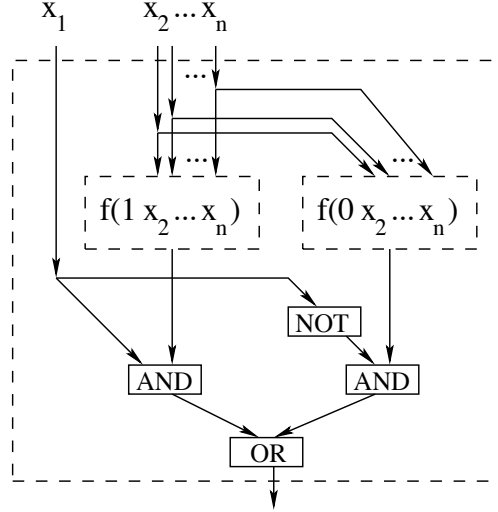 x₁ x₂ ... xₙ
...
... ...
f(1 x₂ ... xₙ) f(0 x₂ ... xₙ)
NOT
AND AND
OR